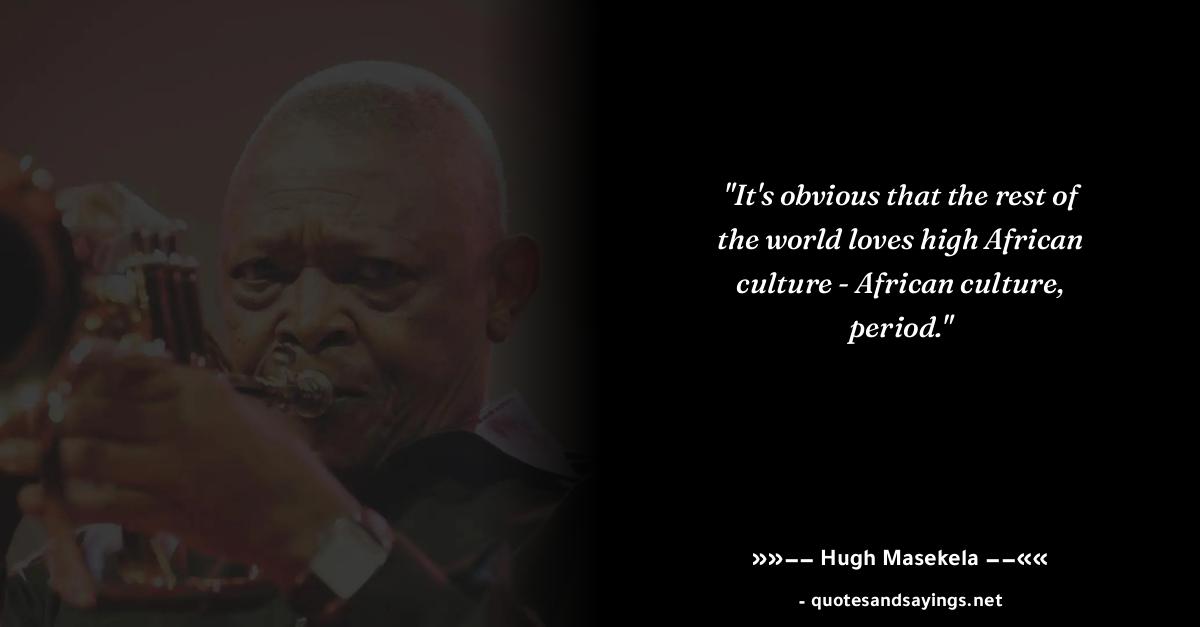 "It's obvious that the rest of
the world loves high African
culture - African culture,
period."
»»—— Hugh Masekela ——««
- quotesandsayings.net